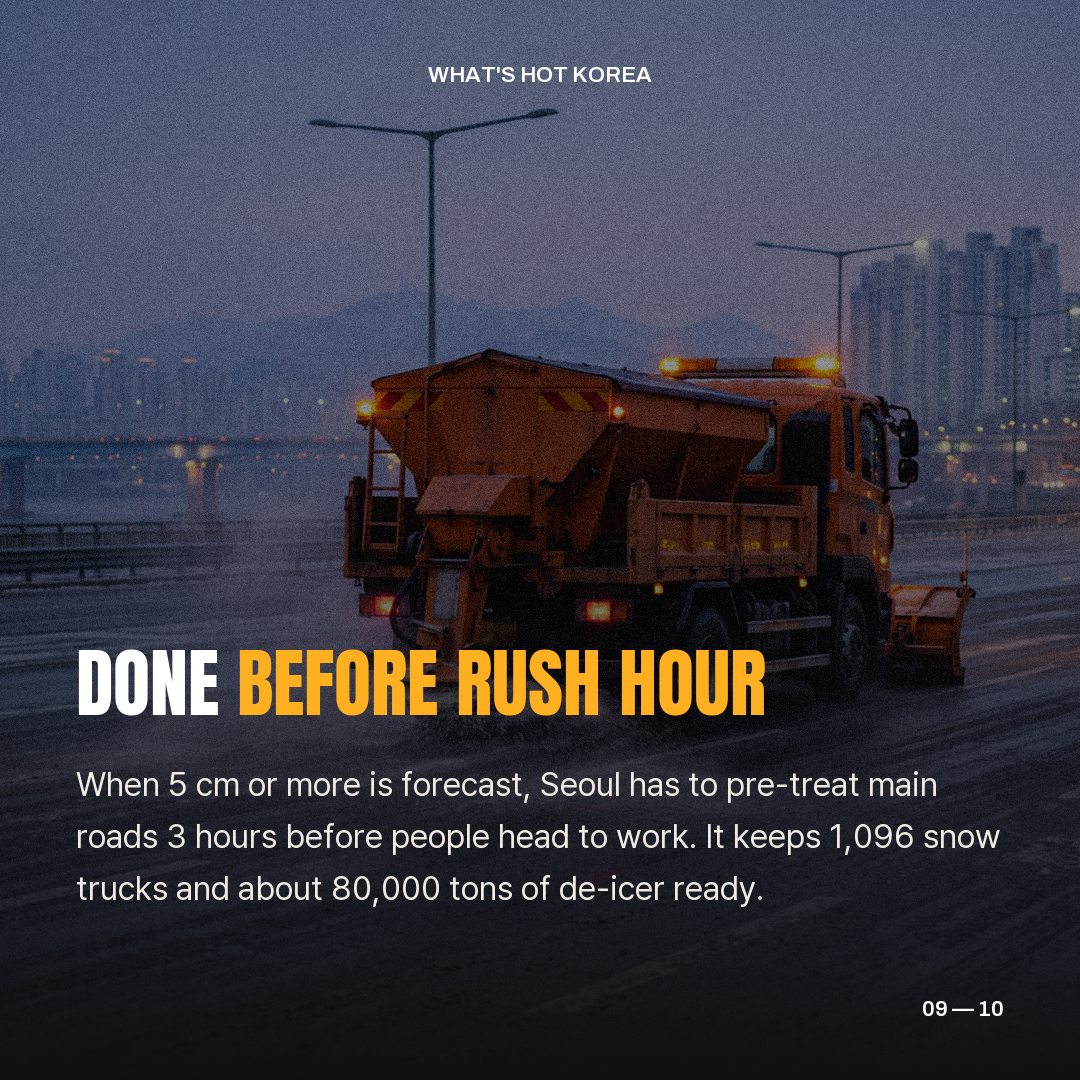 WHAT'S HOT KOREA
DONE BEFORE RUSH HOUR
When 5 cm or more is forecast, Seoul has to pre-treat main
roads 3 hours before people head to work. It keeps 1,096 snow
trucks and about 80,000 tons of de-icer ready.
09 — 10